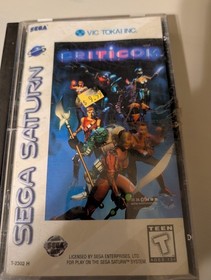 SEGA
VIC TOKAI INC.
CRITICOM
SEGA SATURN
TEEN
LICENSED BY SEGA ENTERPRISES, LTD.
FOR PLAY ON THE SEGA SATURN™ SYSTEM